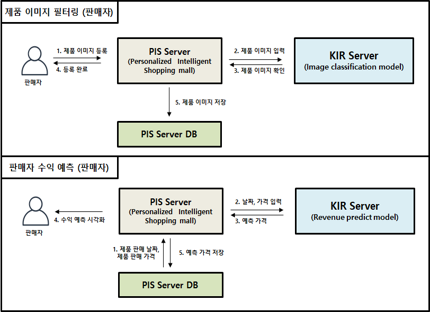 제품 이미지 필터링 (판매자)
1. 제품 이미지 등록
4. 등록 완료
판매자
PIS Server
(Personalized Intelligent
Shopping mall)
2. 제품 이미지 입력
3. 제품 이미지 확인
KIR Server
(Image classification model)
5. 제품 이미지 저장
PIS Server DB
판매자 수익 예측 (판매자)
4. 수익 예측 시각화
판매자
PIS Server
(Personalized Intelligent
Shopping mall)
2. 날짜, 가격 입력
3. 예측 가격
KIR Server
(Revenue predict model)
1. 제품 판매 날짜,
제품 판매 가격
5. 예측 가격 저장
PIS Server DB